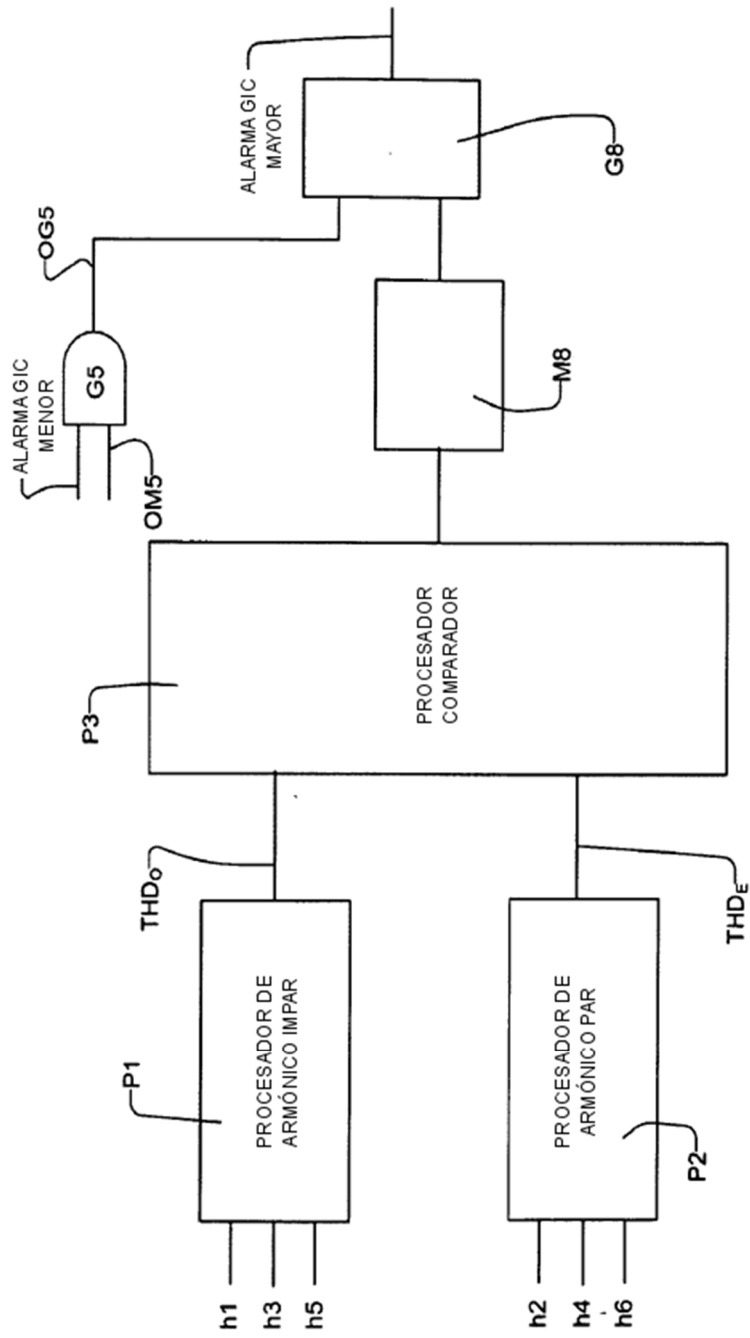 h1
h3
h5
P1
PROCESADOR DE
ARMÓNICO IMPAR
THDO
h2
h4
h6
PROCESADOR DE
ARMÓNICO PAR
P2
THDE
P3
PROCESADOR
COMPARADOR
ALARMA GIC
MENOR
OM5
G5
OG5
M8
ALARMA GIC
MAYOR
G8